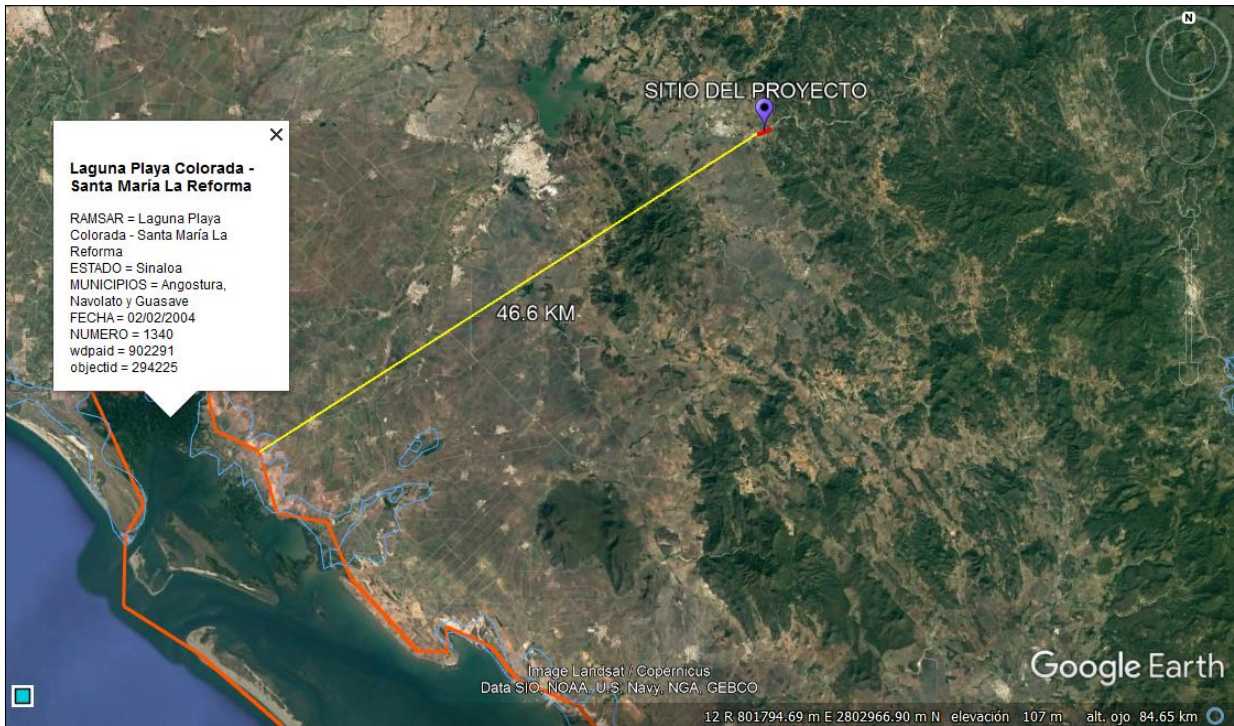 N
SITIO DEL PROYECTO
Laguna Playa Colorada -
Santa María La Reforma
RAMSAR = Laguna Playa
Colorada - Santa María La
Reforma
ESTADO = Sinaloa
MUNICIPIOS = Angostura,
Navolato y Guasave
FECHA = 02/02/2004
NUMERO = 1340
wdpaid = 902291
objectid = 294225
46.6 KM
Image Landsat / Copernicus
Data SIO, NOAA, U.S. Navy, NGA, GEBCO
Google Earth
12 R 801794.69 m E 2802966.90 m N elevación 107 m alt. ojo 84.65 km